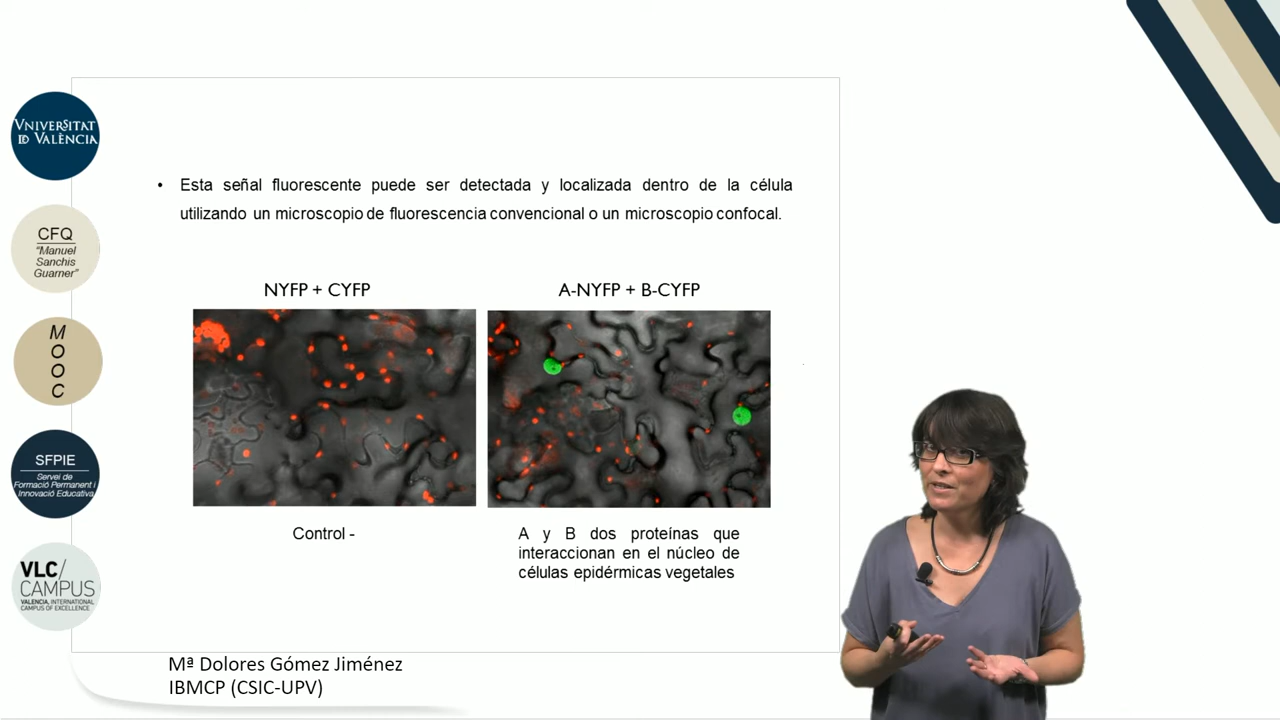 VNIVERSITAT
ID VALÈNCIA
CFQ
"Manuel
Sanchis
Guarner"
M
O
O
C
SFPIE
Servei de
Formació Permanent i
Innovació Educativa
VLC/
CAMPUS
VALENCIA, INTERNATIONAL
CAMPUS OF EXCELLENCE
• Esta señal fluorescente puede ser detectada y localizada dentro de la célula
utilizando un microscopio de fluorescencia convencional o un microscopio confocal.
NYFP + CYFP
A-NYFP + B-CYFP
Control -
A y B dos proteínas que
interaccionan en el núcleo de
células epidérmicas vegetales
Mª Dolores Gómez Jiménez
IBMCP (CSIC-UPV)